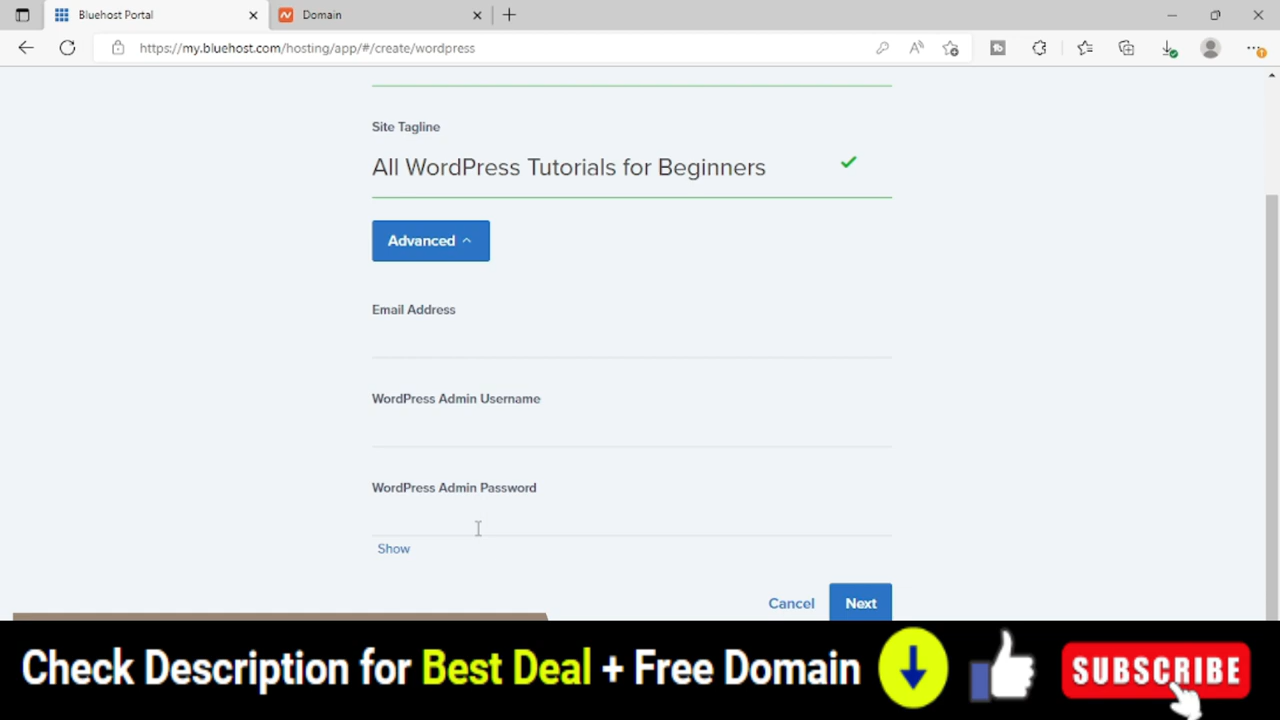 Bluehost Portal
Domain
https://my.bluehost.com/hosting/app/#/create/wordpress
Site Tagline
All WordPress Tutorials for Beginners
Advanced
Email Address
WordPress Admin Username
WordPress Admin Password
Show
Cancel
Next
Check Description for Best Deal + Free Domain
SUBSCRIBE